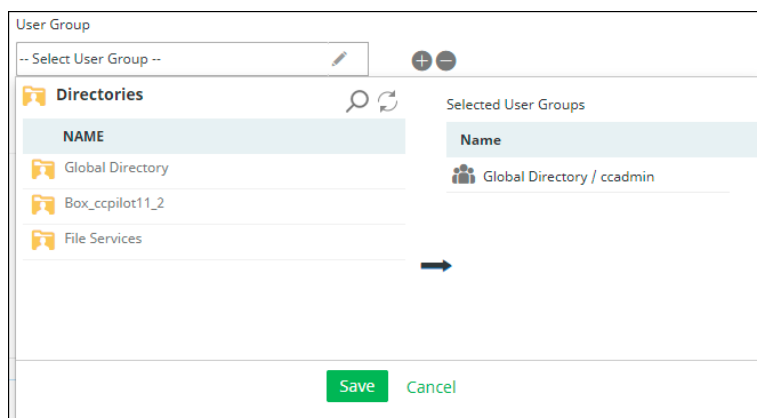 User Group
-- Select User Group --
Directories
NAME
Global Directory
Box_ccpilot11_2
File Services
Selected User Groups
Name
Global Directory / ccadmin
Save Cancel